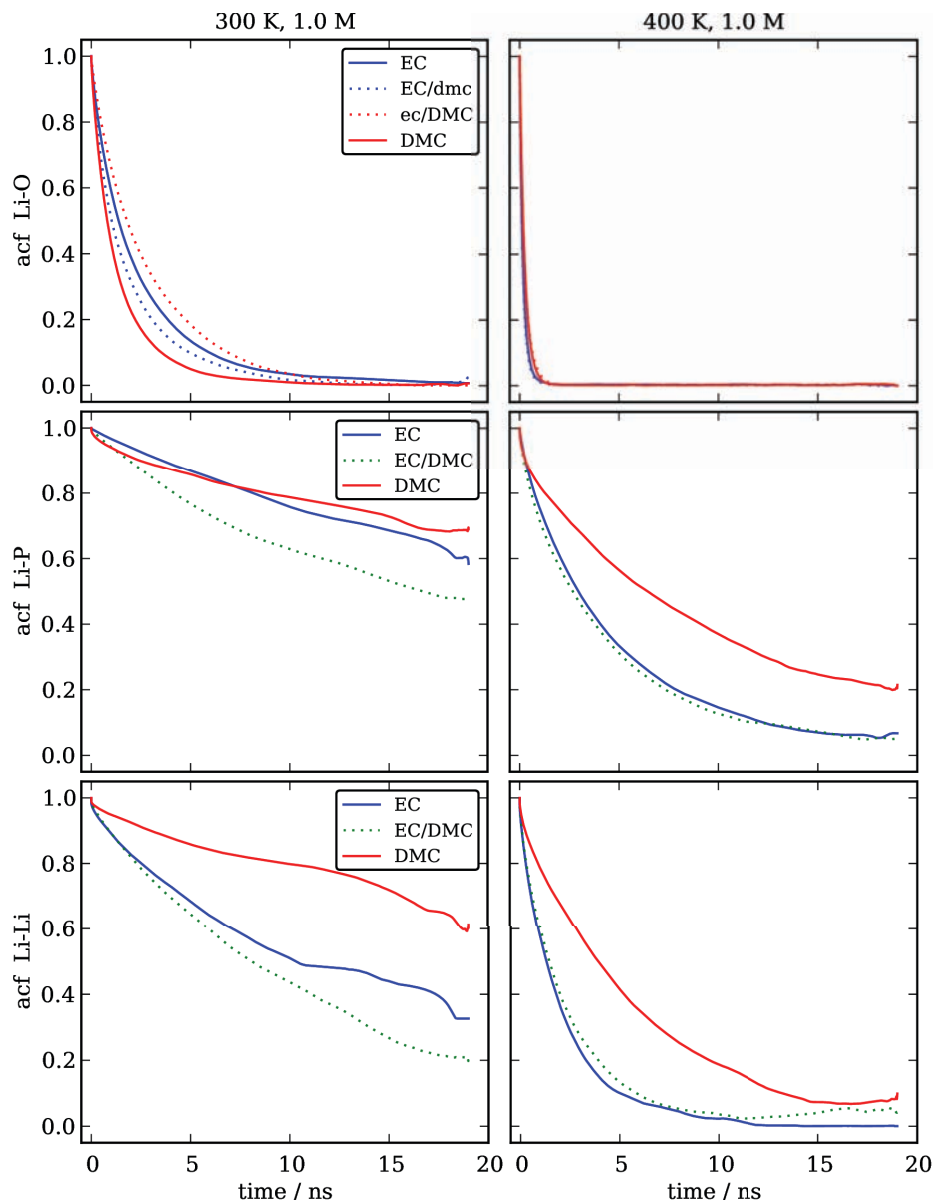 300 K, 1.0 M
400 K, 1.0 M
acf Li-O
1.0
0.8
0.6
0.4
0.2
0.0
EC
EC/dmc
ec/DMC
DMC
acf Li-P
1.0
0.8
0.6
0.4
0.2
0.0
EC
EC/DMC
DMC
acf Li-Li
1.0
0.8
0.6
0.4
0.2
0.0
EC
EC/DMC
DMC
0 5 10 15 20
0 5 10 15 20
time / ns
time / ns